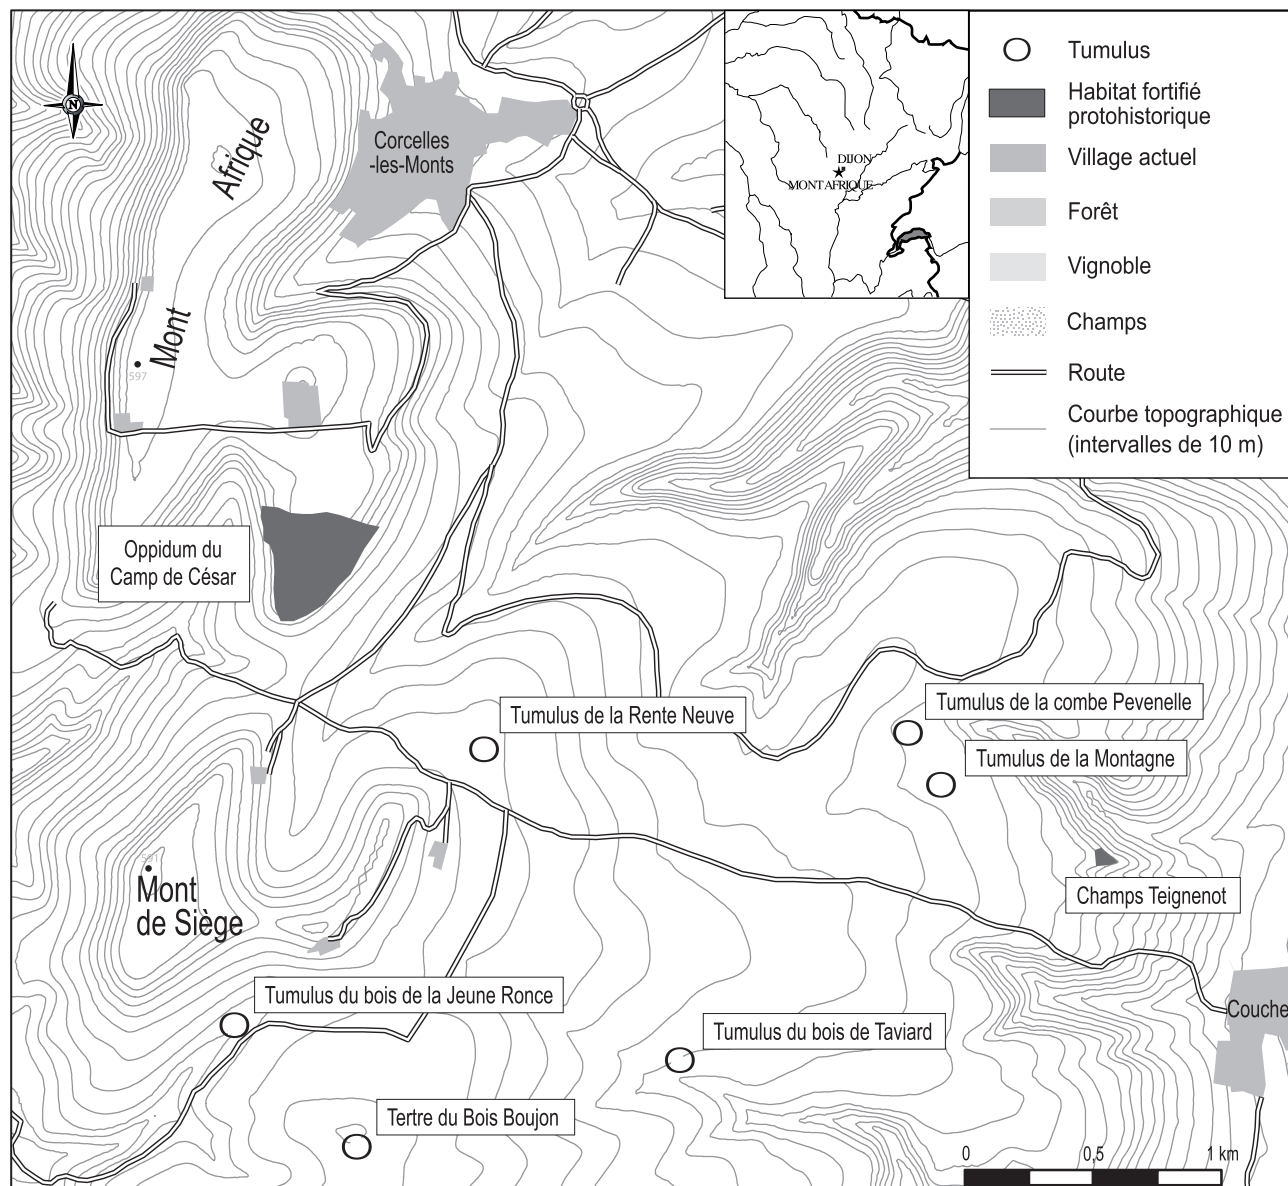 N
Afrique
Mont
597
Corcelles
-les-Monts
DIJON
MONT AFRIQUE
Tumulus
Habitat fortifié
protohistorique
Village actuel
Forêt
Vignoble
Champs
Route
Courbe topographique
(intervalles de 10 m)
Oppidum du
Camp de César
Tumulus de la Rente Neuve
Tumulus de la combe Pevenelle
Tumulus de la Montagne
Champs Teignenot
591
Mont
de Siège
Tumulus du bois de la Jeune Ronce
Tumulus du bois de Taviard
Couche
Tertre du Bois Boujon
0 0,5 1 km